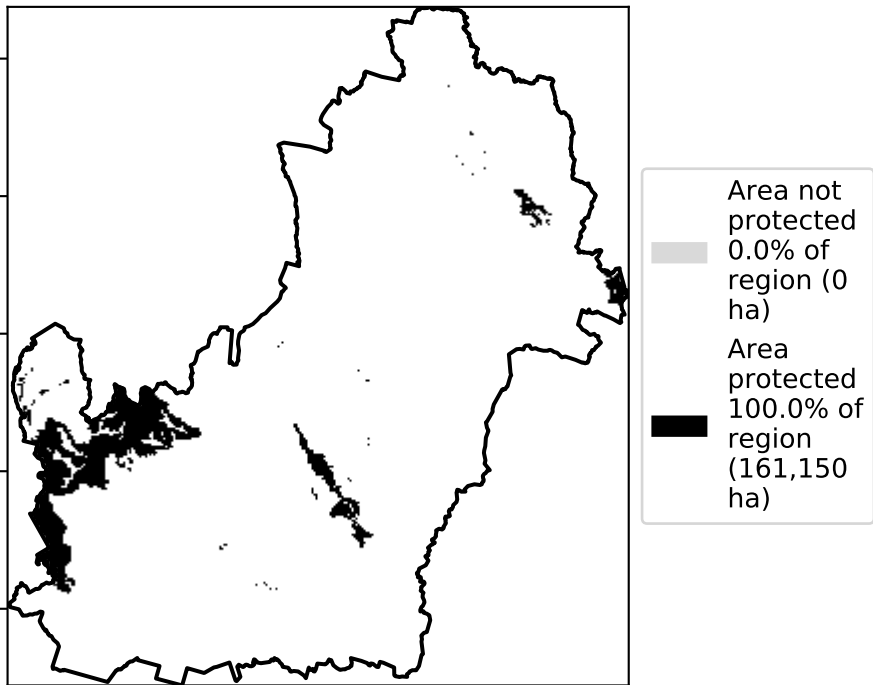 Area not
protected
0.0% of
region (0
ha)
Area
protected
100.0% of
region
(161,150
ha)